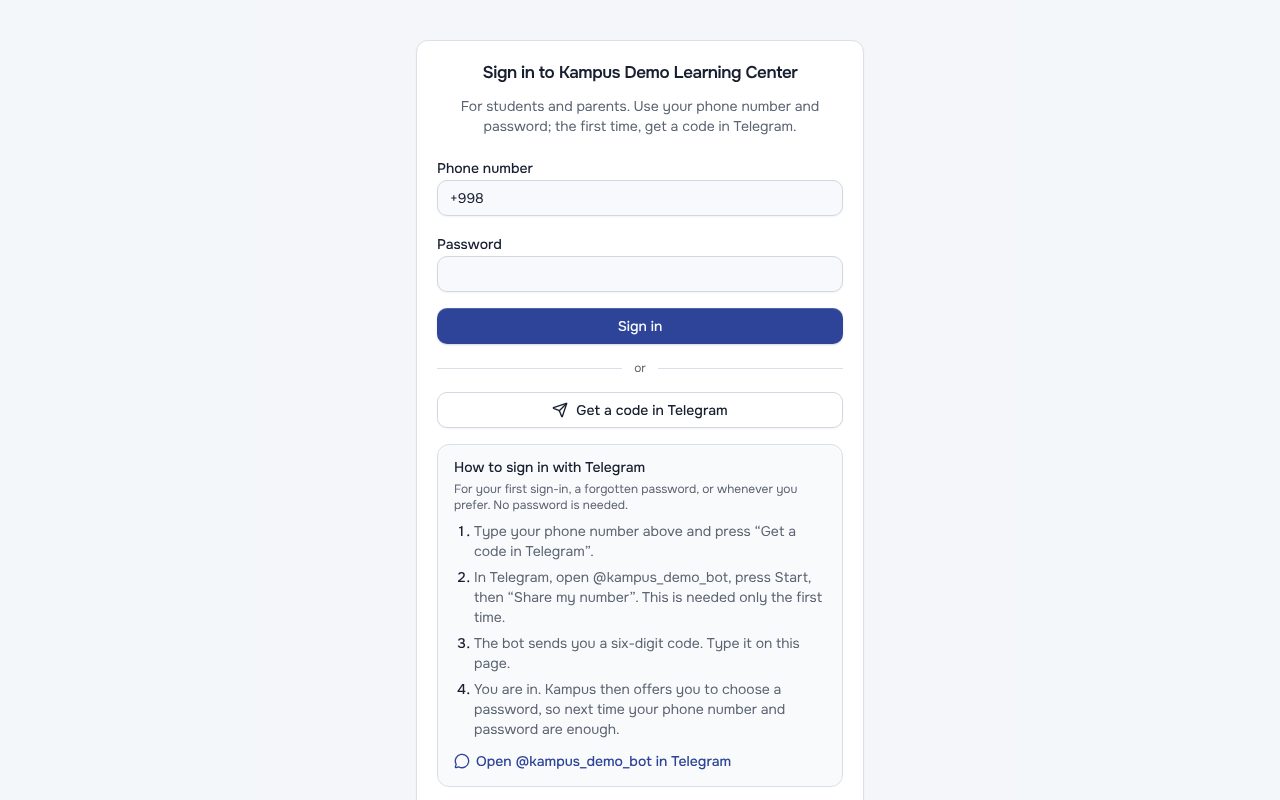 Sign in to Kampus Demo Learning Center
For students and parents. Use your phone number and
password; the first time, get a code in Telegram.
Phone number
+998
Password
Sign in
or
Get a code in Telegram
How to sign in with Telegram
For your first sign-in, a forgotten password, or whenever you
prefer. No password is needed.
1. Type your phone number above and press “Get a
code in Telegram”.
2. In Telegram, open @kampus_demo_bot, press Start,
then “Share my number”. This is needed only the first
time.
3. The bot sends you a six-digit code. Type it on this
page.
4. You are in. Kampus then offers you to choose a
password, so next time your phone number and
password are enough.
Open @kampus_demo_bot in Telegram